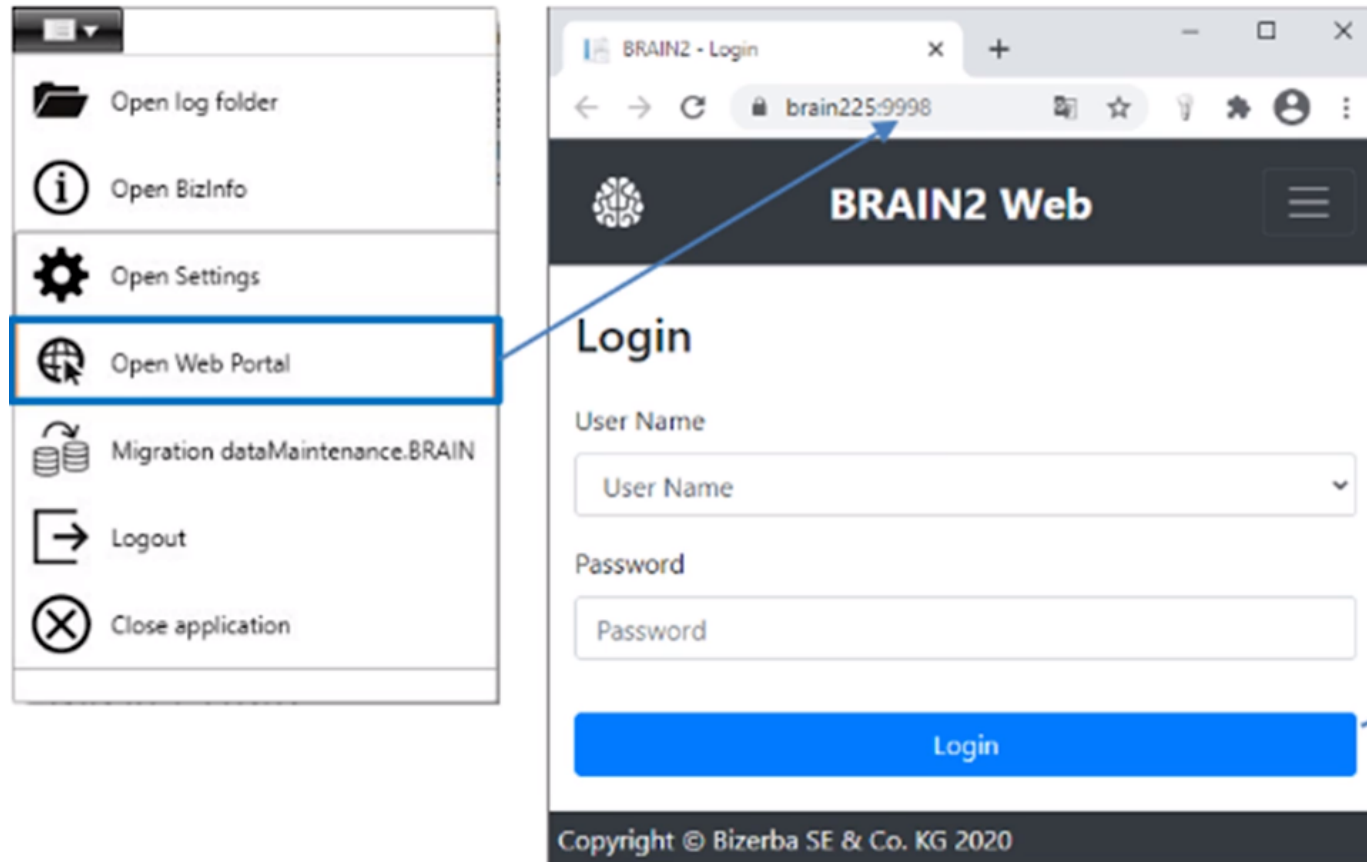 Open log folder
Open BizInfo
Open Settings
Open Web Portal
Migration dataMaintenance.BRAIN
Logout
Close application
BRAIN2 - Login
brain225:9998
BRAIN2 Web
Login
User Name
User Name
Password
Password
Login
Copyright © Bizerba SE & Co. KG 2020